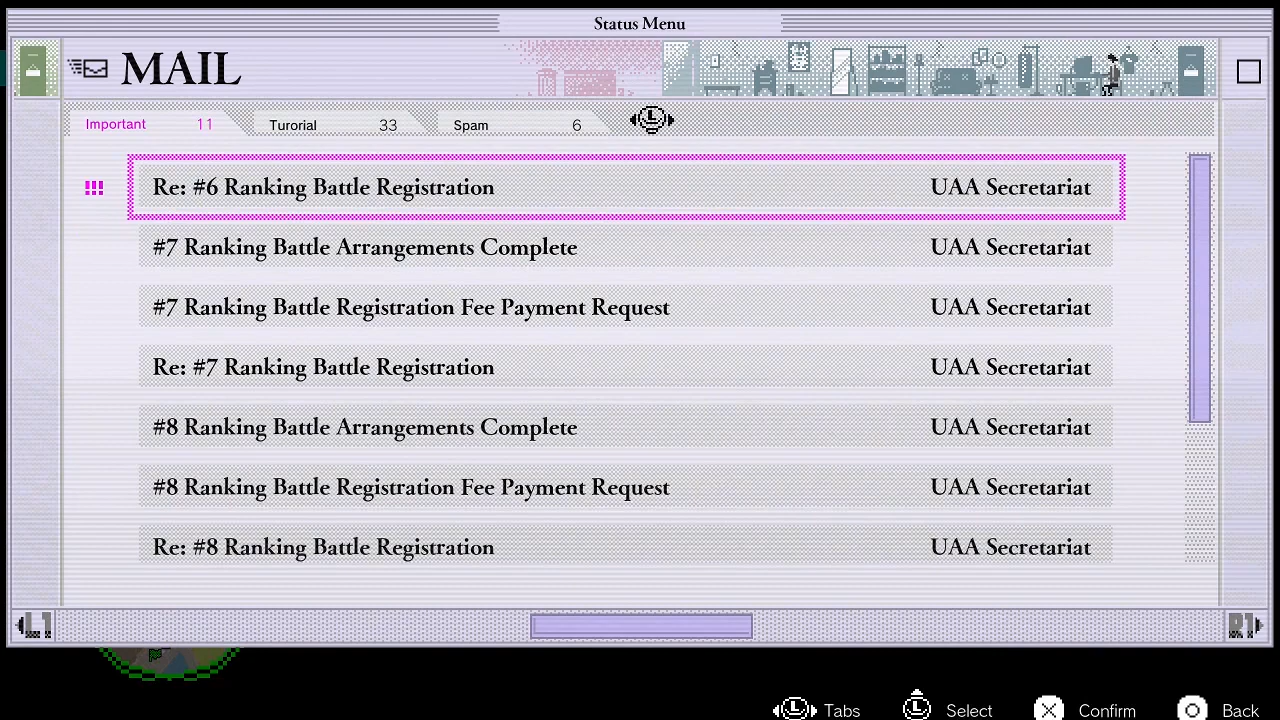 Status Menu
MAIL
Important 11 Turorial 33 Spam 6 L
!!! Re: #6 Ranking Battle Registration UAA Secretariat
#7 Ranking Battle Arrangements Complete UAA Secretariat
#7 Ranking Battle Registration Fee Payment Request UAA Secretariat
Re: #7 Ranking Battle Registration UAA Secretariat
#8 Ranking Battle Arrangements Complete UAA Secretariat
#8 Ranking Battle Registration Fee Payment Request UAA Secretariat
Re: #8 Ranking Battle Registration UAA Secretariat
L1 R1
L Tabs L Select X Confirm O Back